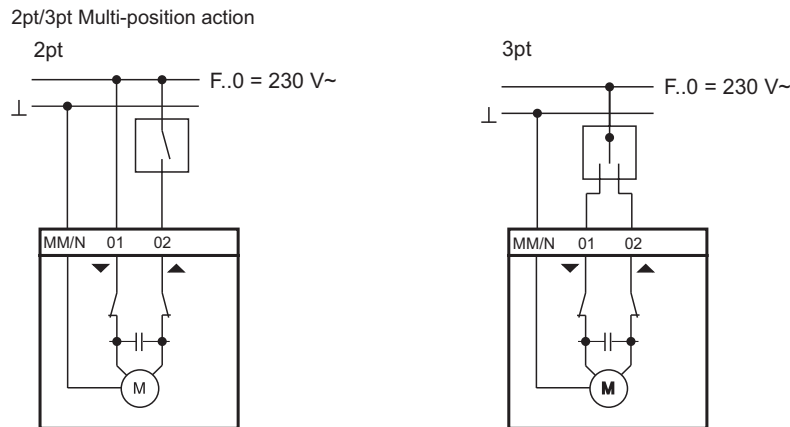 2pt/3pt Multi-position action
2pt
F..0 = 230 V~
⊥
MM/N 01 02
M
3pt
F..0 = 230 V~
⊥
MM/N 01 02
M